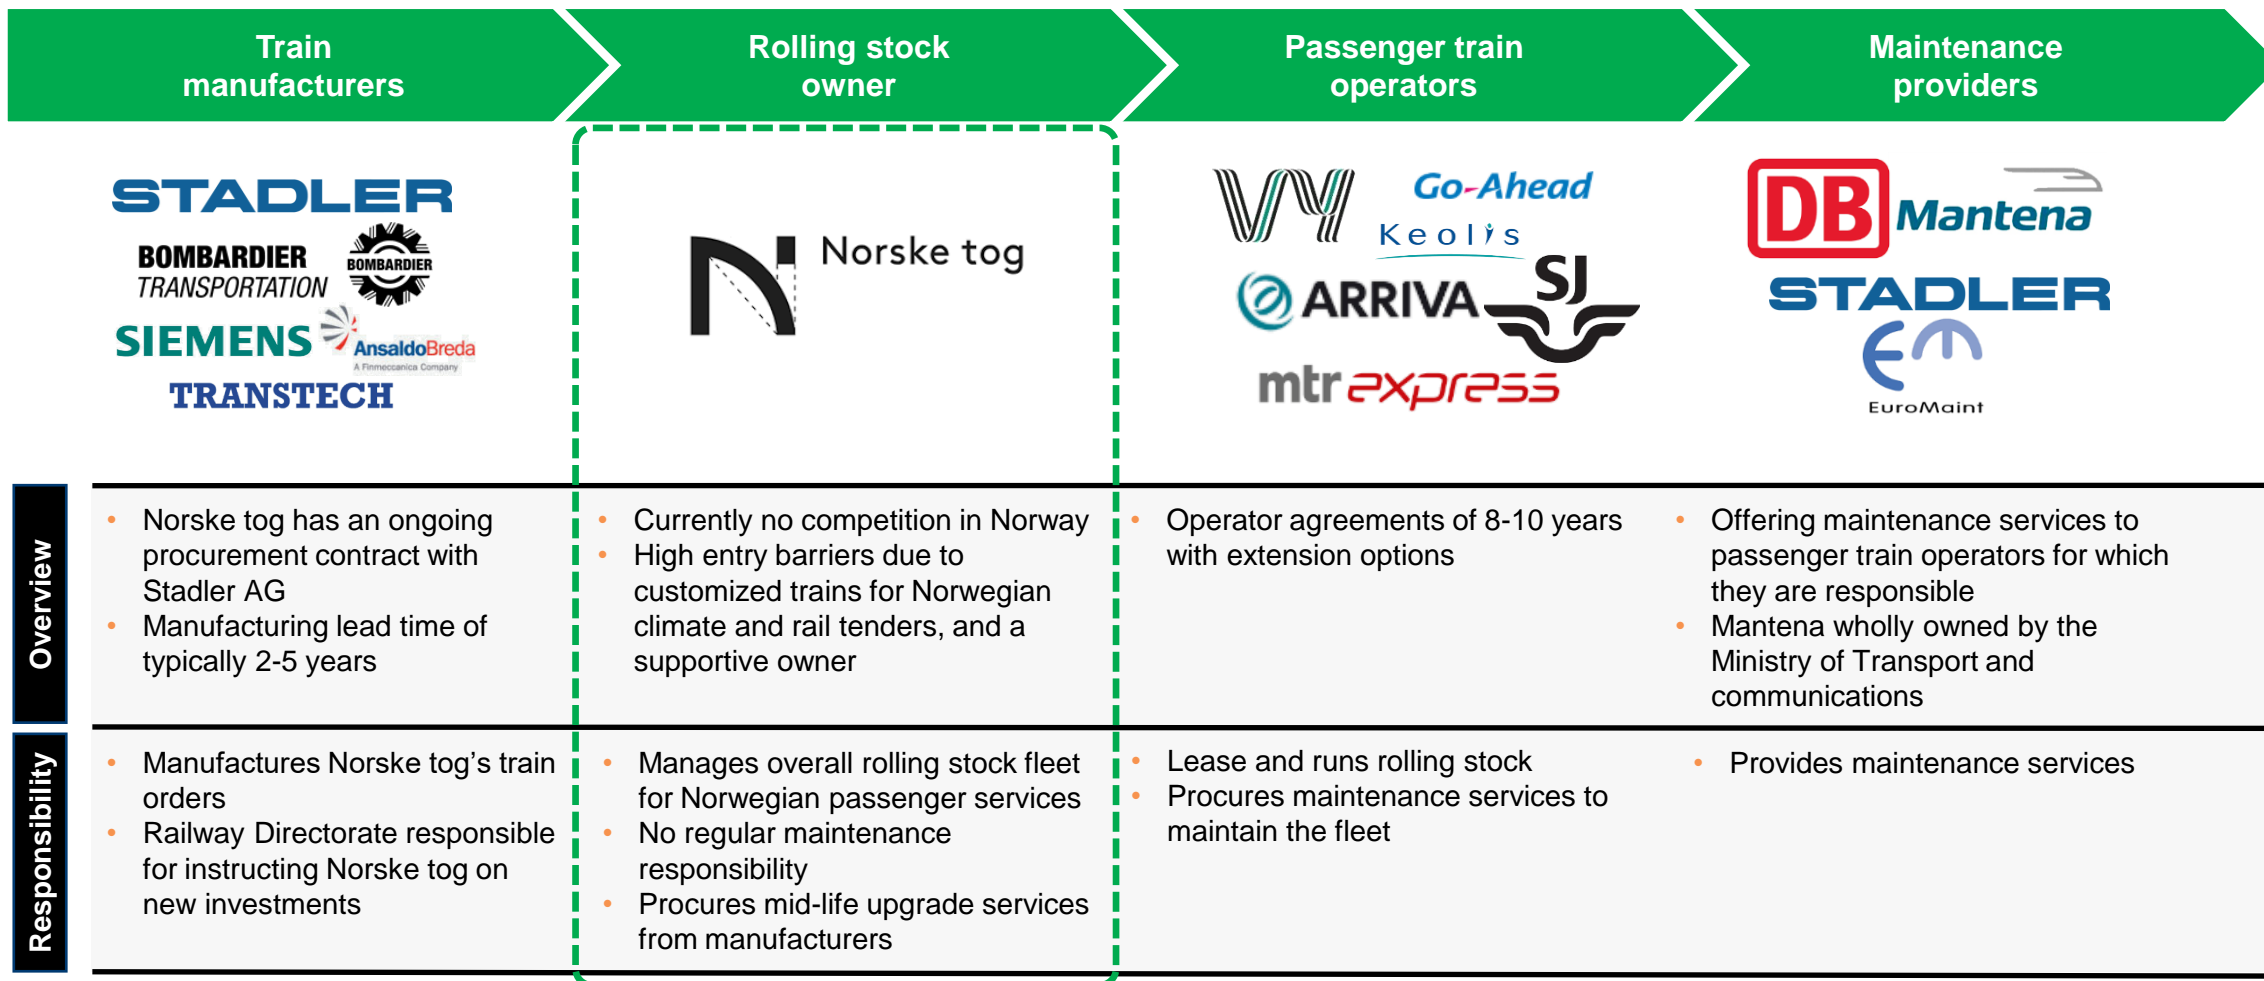 Train
manufacturers
Rolling stock
owner
Passenger train
operators
Maintenance
providers
STADLER
BOMBARDIER
TRANSPORTATION
BOMBARDIER
SIEMENS
AnsaldoBreda
A Finmeccanica Company
TRANSTECH
Norske tog
VY
Go-Ahead
Keolis
ARRIVA
SJ
mtr express
DB
Mantena
STADLER
EM
EuroMaint
Overview
• Norske tog has an ongoing
procurement contract with
Stadler AG
• Manufacturing lead time of
typically 2-5 years
• Currently no competition in Norway
• High entry barriers due to
customized trains for Norwegian
climate and rail tenders, and a
supportive owner
• Operator agreements of 8-10 years
with extension options
• Offering maintenance services to
passenger train operators for which
they are responsible
• Mantena wholly owned by the
Ministry of Transport and
communications
Responsibility
• Manufactures Norske tog’s train
orders
• Railway Directorate responsible
for instructing Norske tog on
new investments
• Manages overall rolling stock fleet
for Norwegian passenger services
• No regular maintenance
responsibility
• Procures mid-life upgrade services
from manufacturers
• Lease and runs rolling stock
• Procures maintenance services to
maintain the fleet
• Provides maintenance services